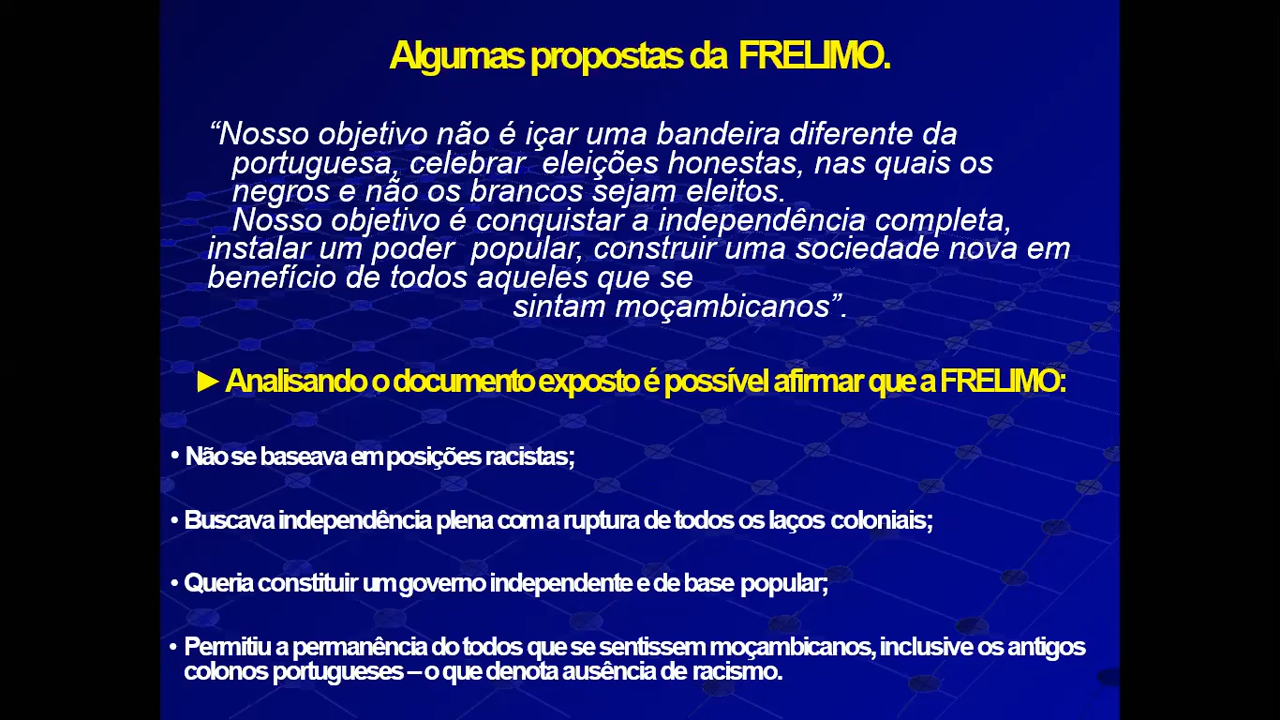 Algumas propostas da FRELIMO.
“Nosso objetivo não é içar uma bandeira diferente da
portuguesa, celebrar eleições honestas, nas quais os
negros e não os brancos sejam eleitos.
Nosso objetivo é conquistar a independência completa,
instalar um poder popular, construir uma sociedade nova em
benefício de todos aqueles que se
sintam moçambicanos”.
►Analisando o documento exposto é possível afirmar que a FRELIMO:
• Não se baseava em posições racistas;
• Buscava independência plena com a ruptura de todos os laços coloniais;
• Queria constituir um governo independente e de base popular;
• Permitiu a permanência do todos que se sentissem moçambicanos, inclusive os antigos
colonos portugueses – o que denota ausência de racismo.